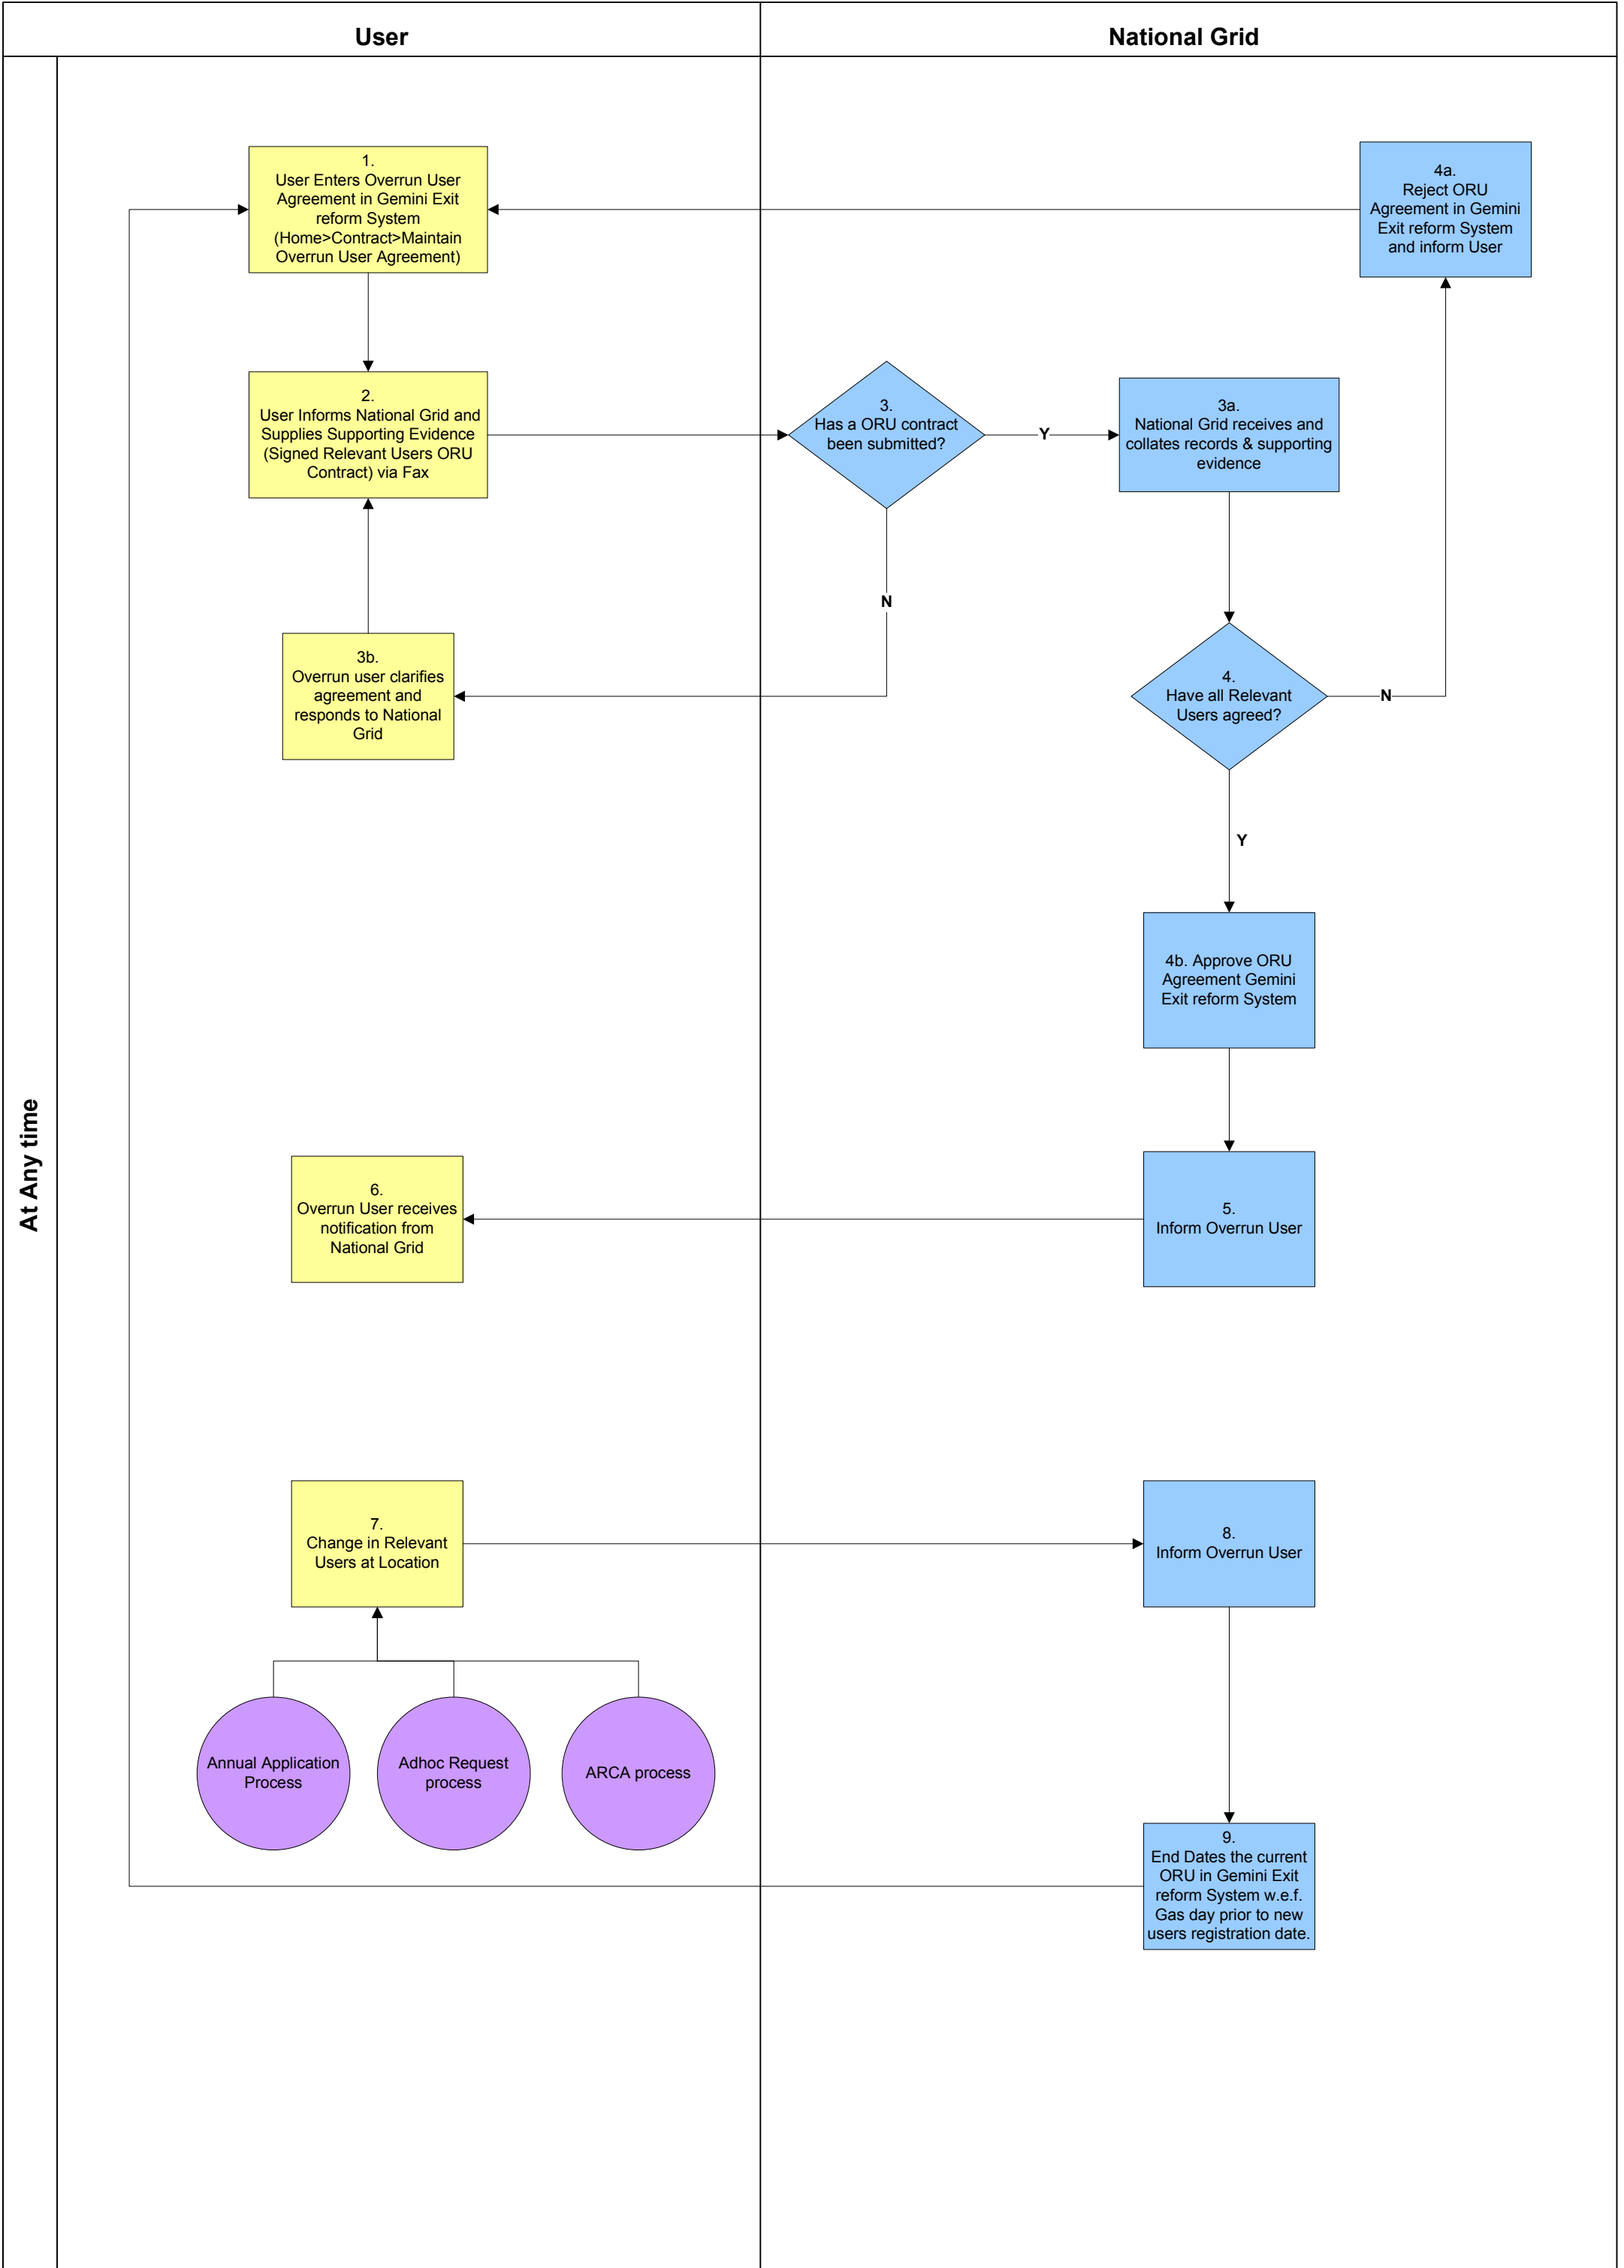 User
National Grid
At Any time
1.
User Enters Overrun User
Agreement in Gemini Exit
reform System
(Home>Contract>Maintain
Overrun User Agreement)
4a.
Reject ORU
Agreement in Gemini
Exit reform System
and inform User
2.
User Informs National Grid and
Supplies Supporting Evidence
(Signed Relevant Users ORU
Contract) via Fax
3.
Has a ORU contract
been submitted?
Y
3a.
National Grid receives and
collates records & supporting
evidence
N
3b.
Overrun user clarifies
agreement and
responds to National
Grid
4.
Have all Relevant
Users agreed?
N
Y
4b. Approve ORU
Agreement Gemini
Exit reform System
6.
Overrun User receives
notification from
National Grid
5.
Inform Overrun User
7.
Change in Relevant
Users at Location
8.
Inform Overrun User
Annual Application
Process
Adhoc Request
process
ARCA process
9.
End Dates the current
ORU in Gemini Exit
reform System w.e.f.
Gas day prior to new
users registration date.